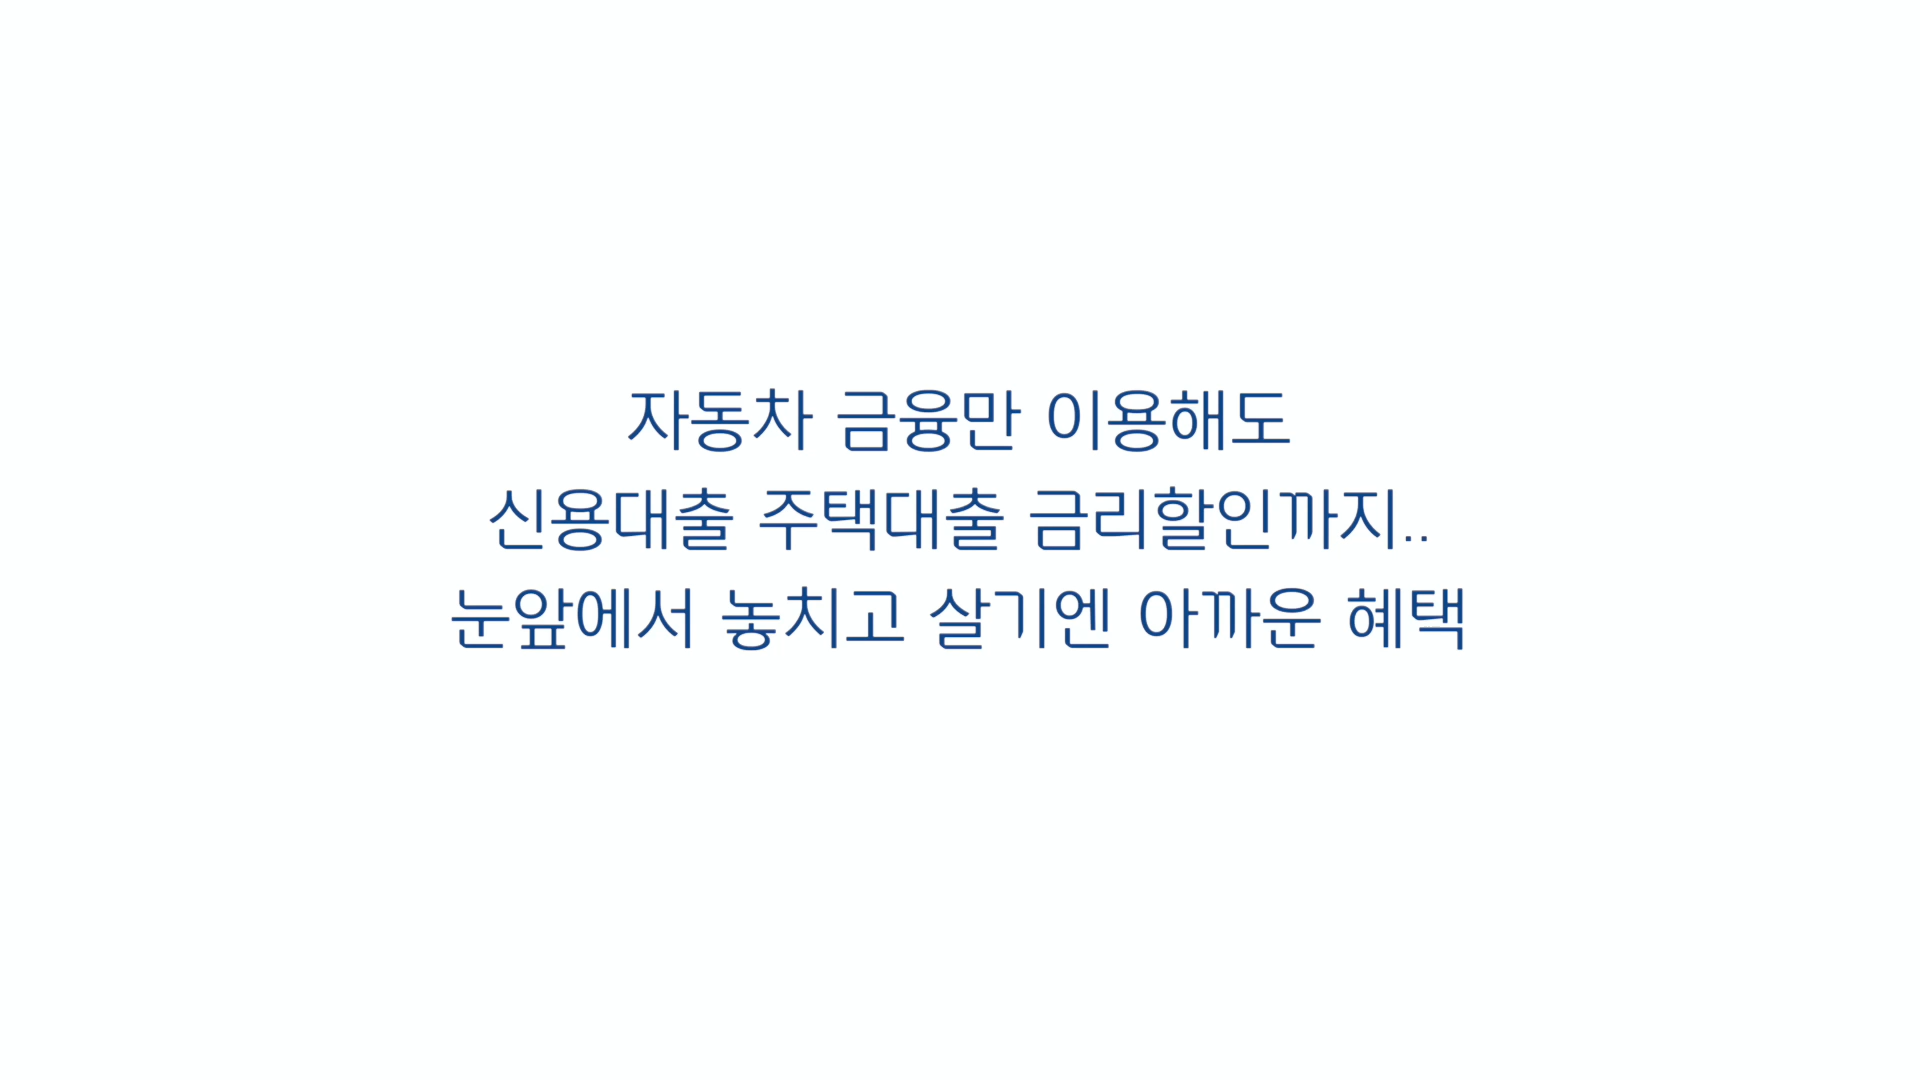 자동차 금융만 이용해도
신용대출 주택대출 금리할인까지..
눈앞에서 놓치고 살기엔 아까운 혜택